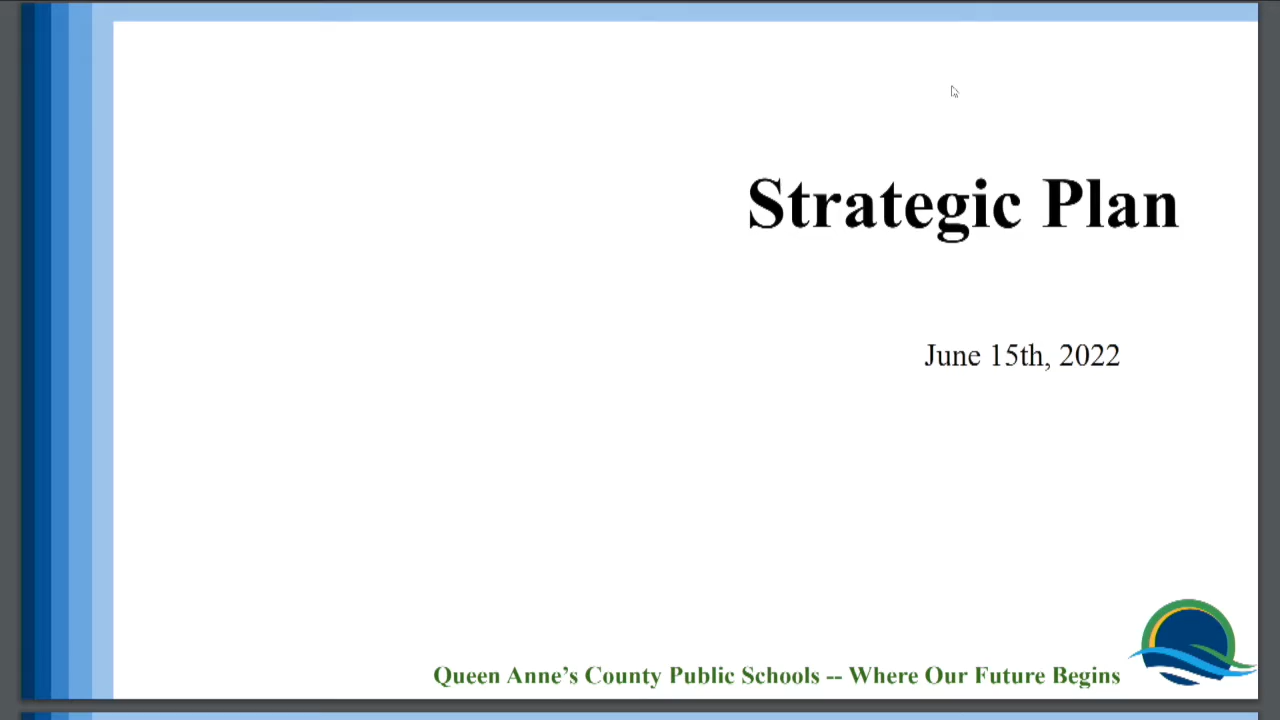 Strategic Plan
June 15th, 2022
Queen Anne’s County Public Schools -- Where Our Future Begins